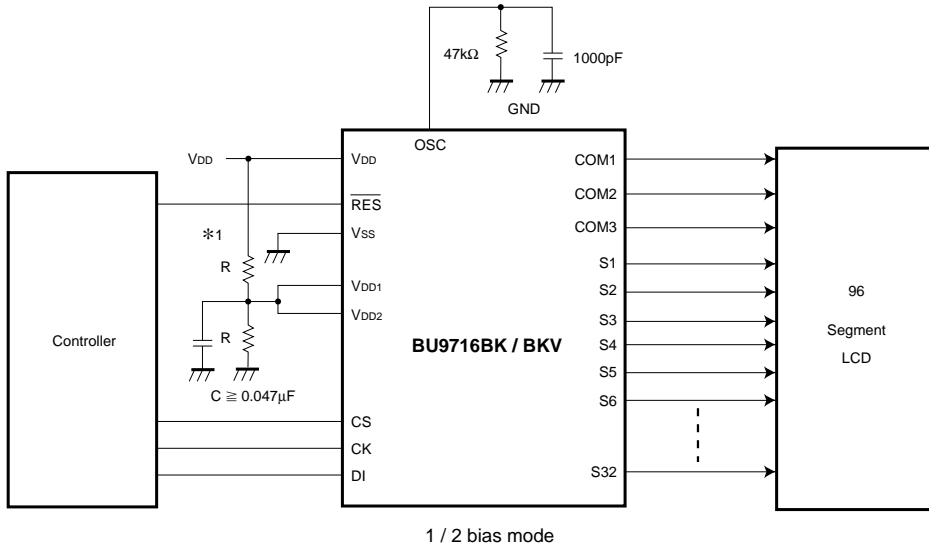 47kΩ
1000pF
GND
OSC
VDD
VDD
RES
VSS
VDD1
VDD2
CS
CK
DI
*1
R
R
C ≧ 0.047μF
Controller
BU9716BK / BKV
COM1
COM2
COM3
S1
S2
S3
S4
S5
S6
S32
96
Segment
LCD
1 / 2 bias mode